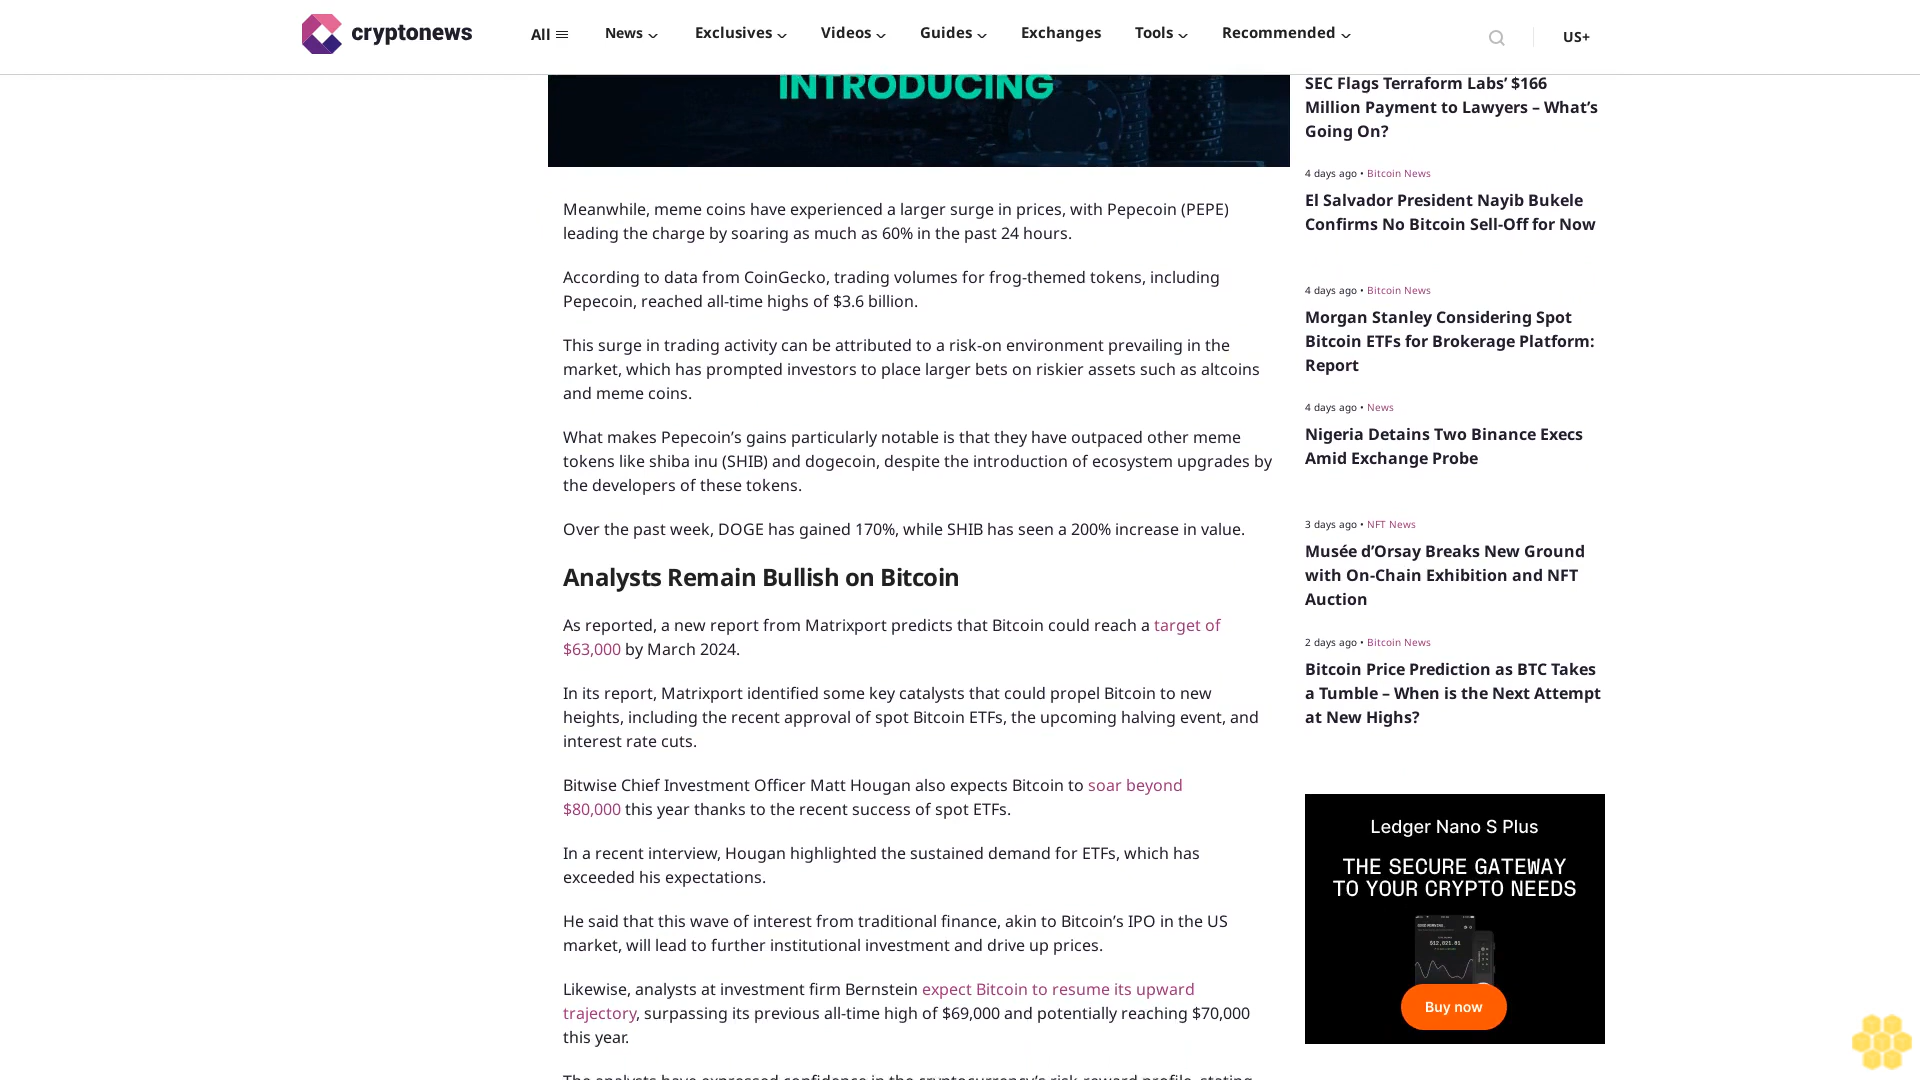 cryptonews
All
News
Exclusives
Videos
Guides
Exchanges
Tools
Recommended
US+
INTRODUCING
Meanwhile, meme coins have experienced a larger surge in prices, with Pepecoin (PEPE)
leading the charge by soaring as much as 60% in the past 24 hours.
According to data from CoinGecko, trading volumes for frog-themed tokens, including
Pepecoin, reached all-time highs of $3.6 billion.
This surge in trading activity can be attributed to a risk-on environment prevailing in the
market, which has prompted investors to place larger bets on riskier assets such as altcoins
and meme coins.
What makes Pepecoin’s gains particularly notable is that they have outpaced other meme
tokens like shiba inu (SHIB) and dogecoin, despite the introduction of ecosystem upgrades by
the developers of these tokens.
Over the past week, DOGE has gained 170%, while SHIB has seen a 200% increase in value.
Analysts Remain Bullish on Bitcoin
As reported, a new report from Matrixport predicts that Bitcoin could reach a target of
$63,000 by March 2024.
In its report, Matrixport identified some key catalysts that could propel Bitcoin to new
heights, including the recent approval of spot Bitcoin ETFs, the upcoming halving event, and
interest rate cuts.
Bitwise Chief Investment Officer Matt Hougan also expects Bitcoin to soar beyond
$80,000 this year thanks to the recent success of spot ETFs.
In a recent interview, Hougan highlighted the sustained demand for ETFs, which has
exceeded his expectations.
He said that this wave of interest from traditional finance, akin to Bitcoin’s IPO in the US
market, will lead to further institutional investment and drive up prices.
Likewise, analysts at investment firm Bernstein expect Bitcoin to resume its upward
trajectory, surpassing its previous all-time high of $69,000 and potentially reaching $70,000
this year.
The analysts have expressed confidence in the cryptocurrency’s risk-reward profile, stating
SEC Flags Terraform Labs’ $166
Million Payment to Lawyers – What’s
Going On?
4 days ago • Bitcoin News
El Salvador President Nayib Bukele
Confirms No Bitcoin Sell-Off for Now
4 days ago • Bitcoin News
Morgan Stanley Considering Spot
Bitcoin ETFs for Brokerage Platform:
Report
4 days ago • News
Nigeria Detains Two Binance Execs
Amid Exchange Probe
3 days ago • NFT News
Musée d’Orsay Breaks New Ground
with On-Chain Exhibition and NFT
Auction
2 days ago • Bitcoin News
Bitcoin Price Prediction as BTC Takes
a Tumble – When is the Next Attempt
at New Highs?
Ledger Nano S Plus
THE SECURE GATEWAY
TO YOUR CRYPTO NEEDS
$12,821.81
Buy now